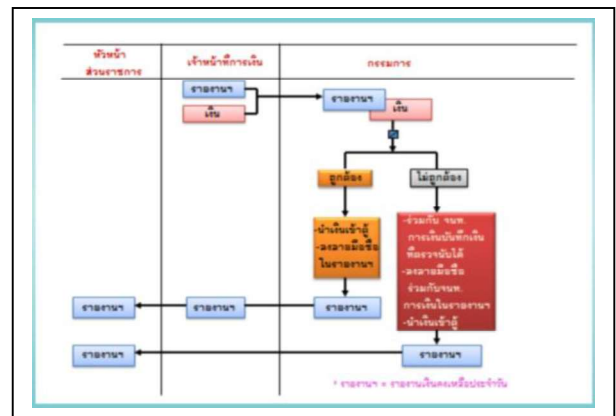 หัวหน้า
ส่วนราชการ
เจ้าหน้าที่การเงิน
กรรมการ
รายงานฯ
เงิน
รายงานฯ
เงิน
ถูกต้อง
ไม่ถูกต้อง
-นำเงินเข้าตู้
-ลงลายมือชื่อ
ในรายงานฯ
-ร่วมกับ จนท.
การเงินบันทึกเงิน
ที่ตรวจนับได้
-ลงลายมือชื่อ
ร่วมกับจนท.
การเงินในรายงานฯ
-นำเงินเข้าตู้
รายงานฯ
รายงานฯ
รายงานฯ
รายงานฯ
รายงานฯ
* รายงานฯ = รายงานเงินคงเหลือประจำวัน